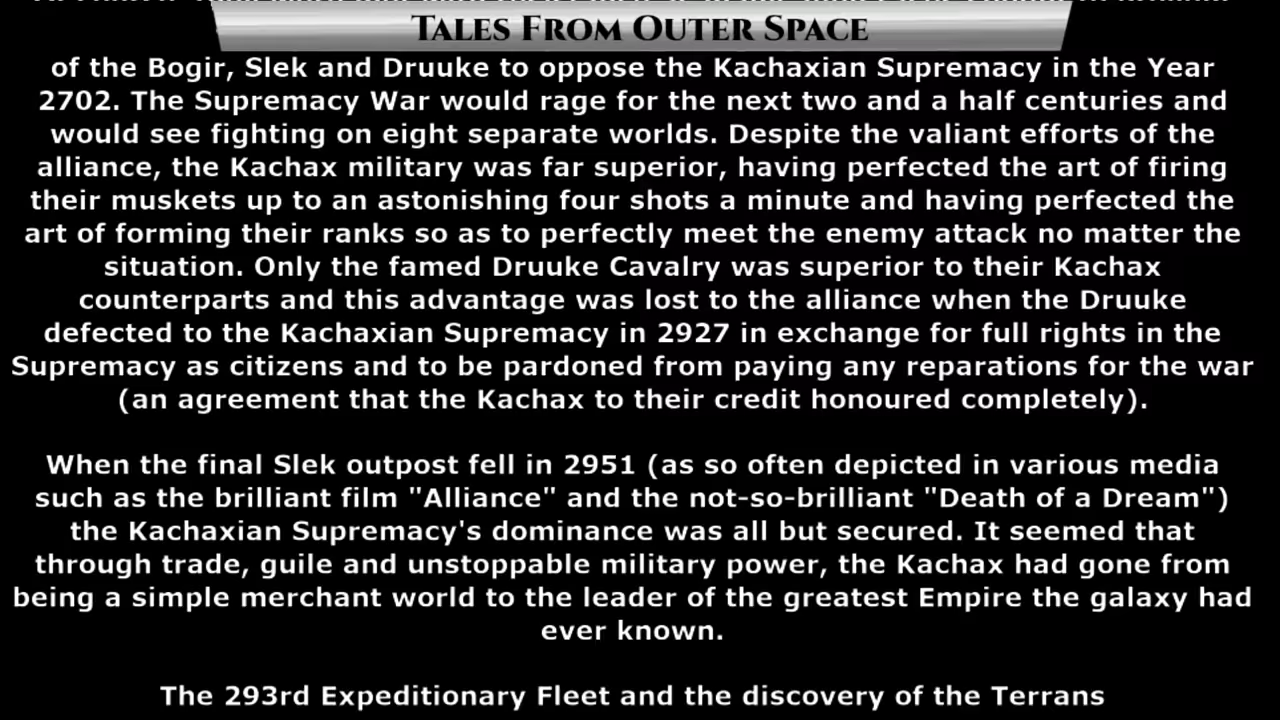 Tales From Outer Space
of the Bogir, Slek and Druuke to oppose the Kachaxian Supremacy in the Year
2702. The Supremacy War would rage for the next two and a half centuries and
would see fighting on eight separate worlds. Despite the valiant efforts of the
alliance, the Kachax military was far superior, having perfected the art of firing
their muskets up to an astonishing four shots a minute and having perfected the
art of forming their ranks so as to perfectly meet the enemy attack no matter the
situation. Only the famed Druuke Cavalry was superior to their Kachax
counterparts and this advantage was lost to the alliance when the Druuke
defected to the Kachaxian Supremacy in 2927 in exchange for full rights in the
Supremacy as citizens and to be pardoned from paying any reparations for the war
(an agreement that the Kachax to their credit honoured completely).
When the final Slek outpost fell in 2951 (as so often depicted in various media
such as the brilliant film "Alliance" and the not-so-brilliant "Death of a Dream")
the Kachaxian Supremacy's dominance was all but secured. It seemed that
through trade, guile and unstoppable military power, the Kachax had gone from
being a simple merchant world to the leader of the greatest Empire the galaxy had
ever known.
The 293rd Expeditionary Fleet and the discovery of the Terrans